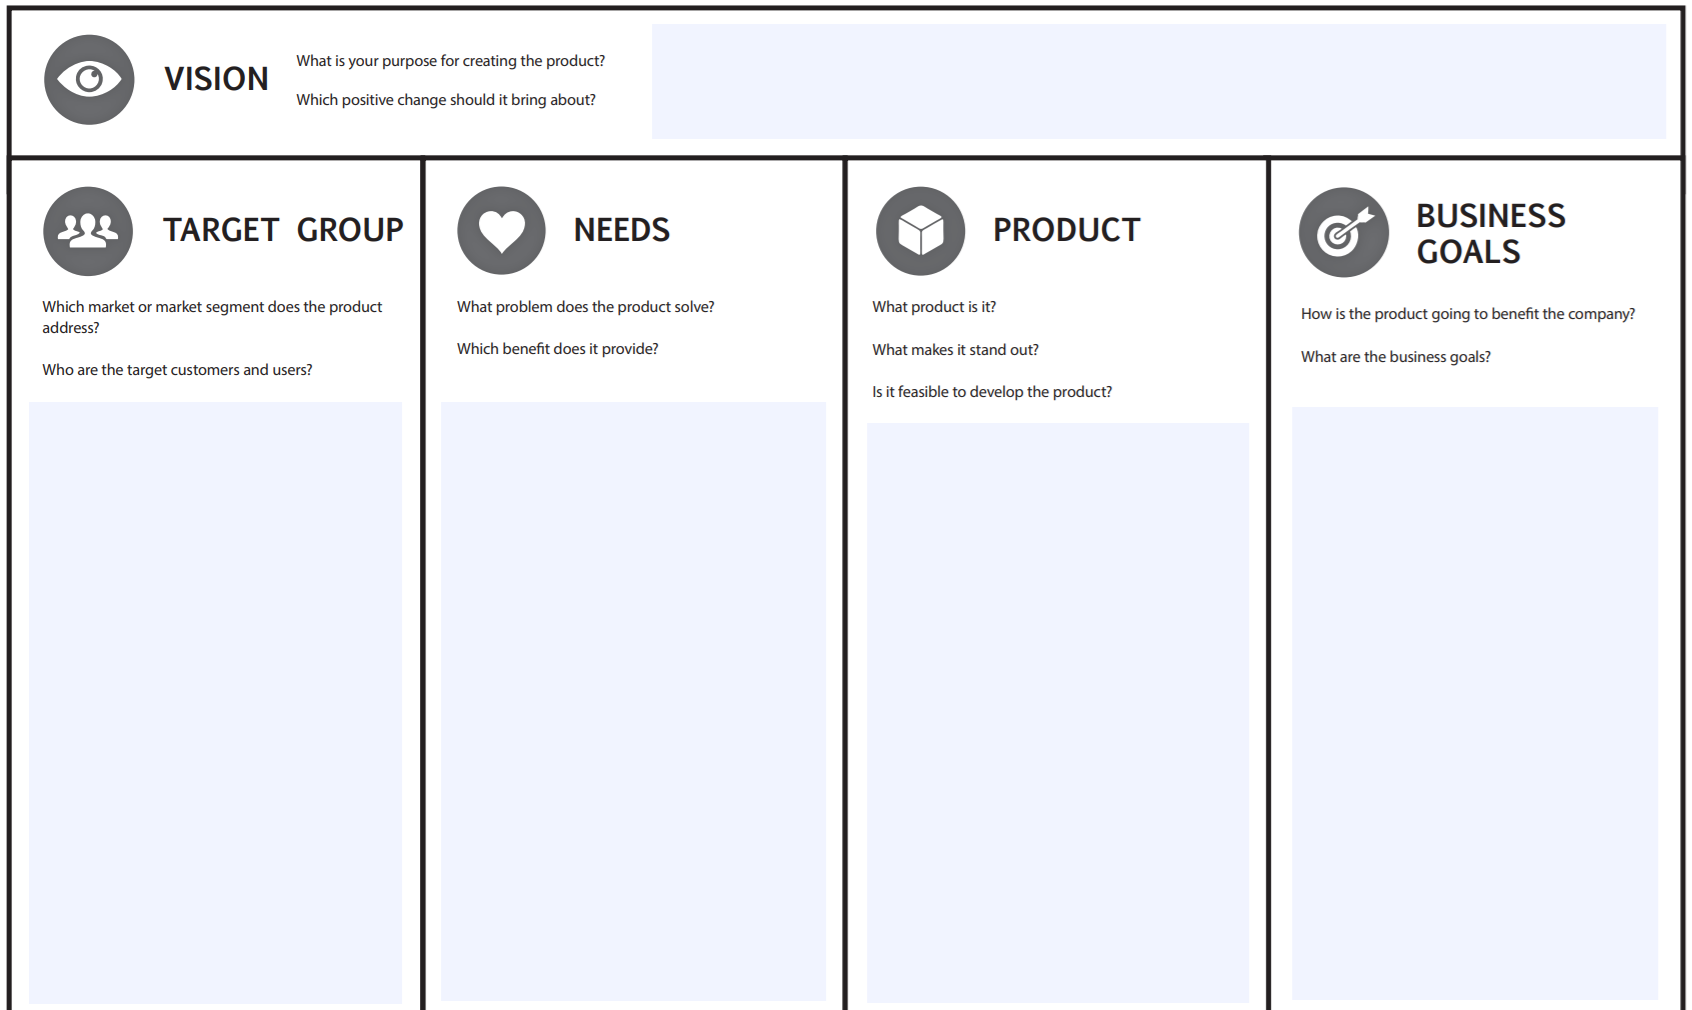 VISION
What is your purpose for creating the product?
Which positive change should it bring about?
TARGET GROUP
Which market or market segment does the product
address?
Who are the target customers and users?
NEEDS
What problem does the product solve?
Which benefit does it provide?
PRODUCT
What product is it?
What makes it stand out?
Is it feasible to develop the product?
BUSINESS
GOALS
How is the product going to benefit the company?
What are the business goals?